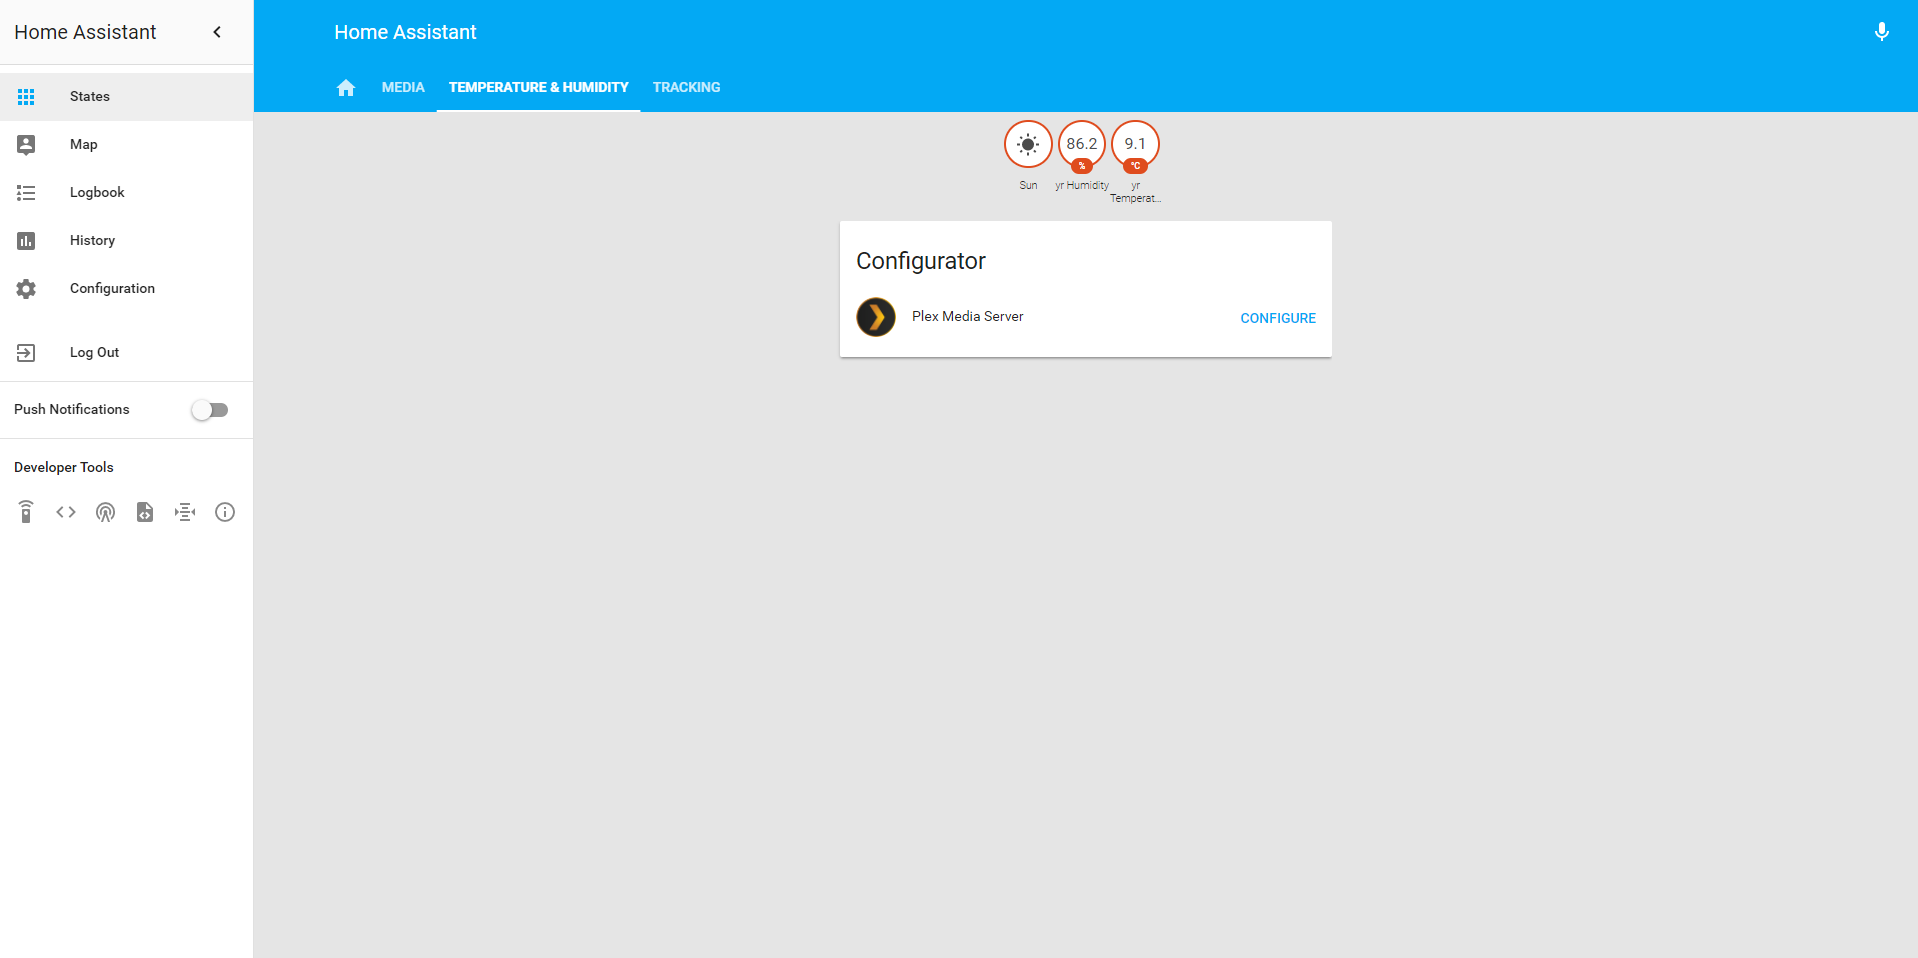 Home Assistant
States
Map
Logbook
History
Configuration
Log Out
Push Notifications
Developer Tools
Home Assistant
MEDIA
TEMPERATURE & HUMIDITY
TRACKING
Sun
86.2
%
yr Humidity
9.1
°C
yr
Temperat...
Configurator
Plex Media Server
CONFIGURE